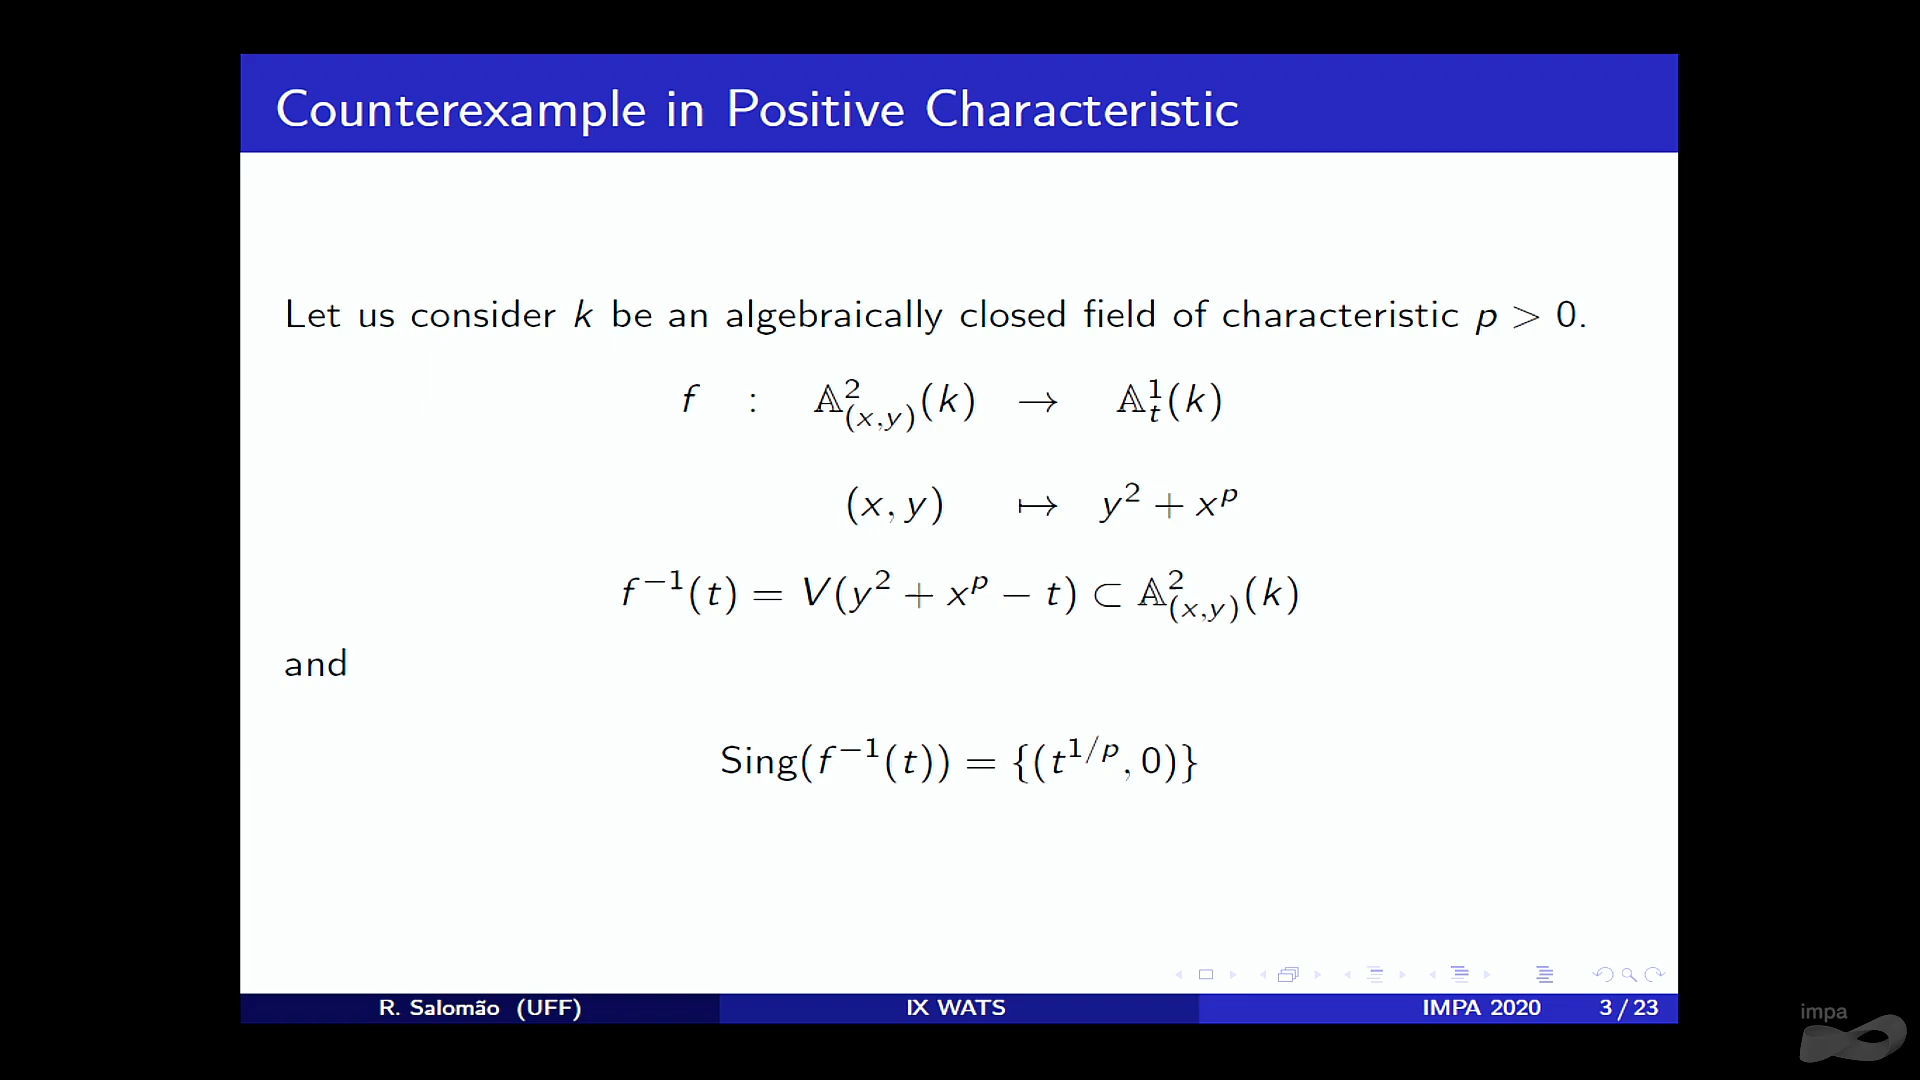 Counterexample in Positive Characteristic
Let us consider k be an algebraically closed field of characteristic p > 0.
f : 𝔸²₍ₓ,ᵧ₎(k) → 𝔸¹ₜ(k)
(x, y) ↦ y² + xᵖ
f⁻¹(t) = V(y² + xᵖ − t) ⊂ 𝔸²₍ₓ,ᵧ₎(k)
and
Sing(f⁻¹(t)) = {(t^{1/p}, 0)}
R. Salomão (UFF) IX WATS IMPA 2020 3 / 23
impa